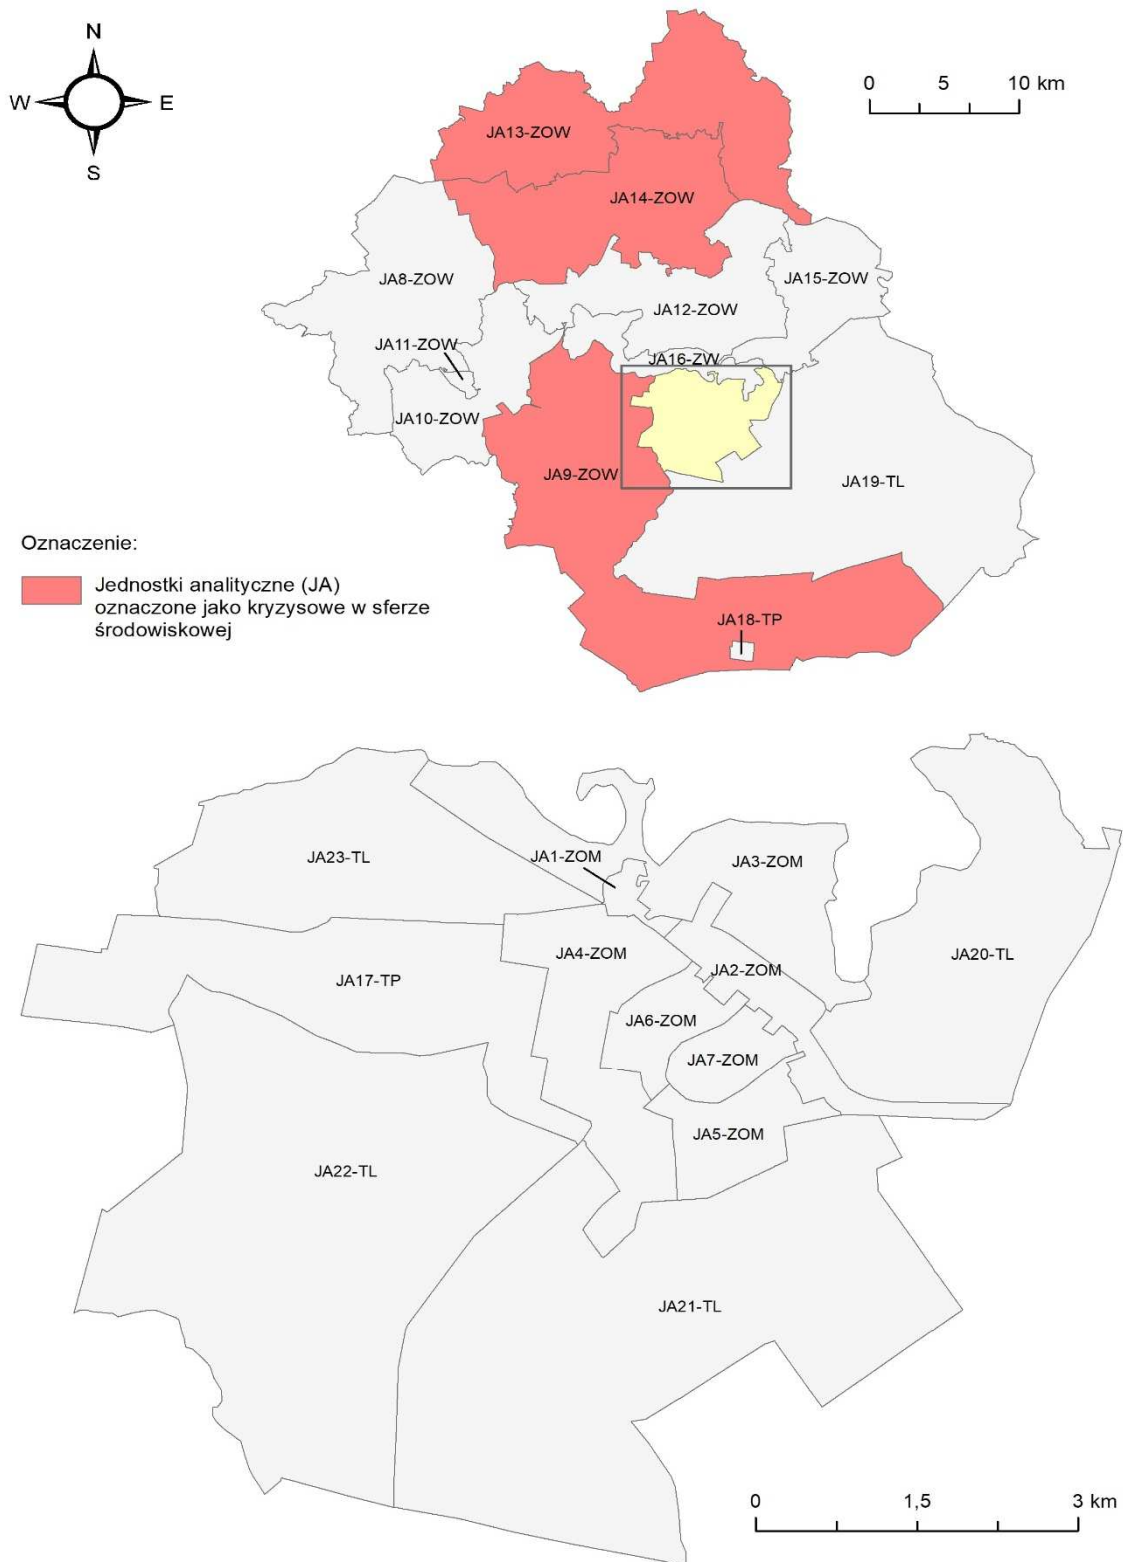 N
W
E
S
0 5 10 km
JA13-ZOW
JA14-ZOW
JA8-ZOW
JA15-ZOW
JA12-ZOW
JA11-ZOW
JA16-ZW
JA10-ZOW
JA9-ZOW
JA19-TL
Oznaczenie:
Jednostki analityczne (JA)
oznaczone jako kryzysowe w sferze
środowiskowej
JA18-TP
JA23-TL
JA1-ZOM
JA3-ZOM
JA4-ZOM
JA20-TL
JA2-ZOM
JA17-TP
JA6-ZOM
JA7-ZOM
JA5-ZOM
JA22-TL
JA21-TL
0 1,5 3 km